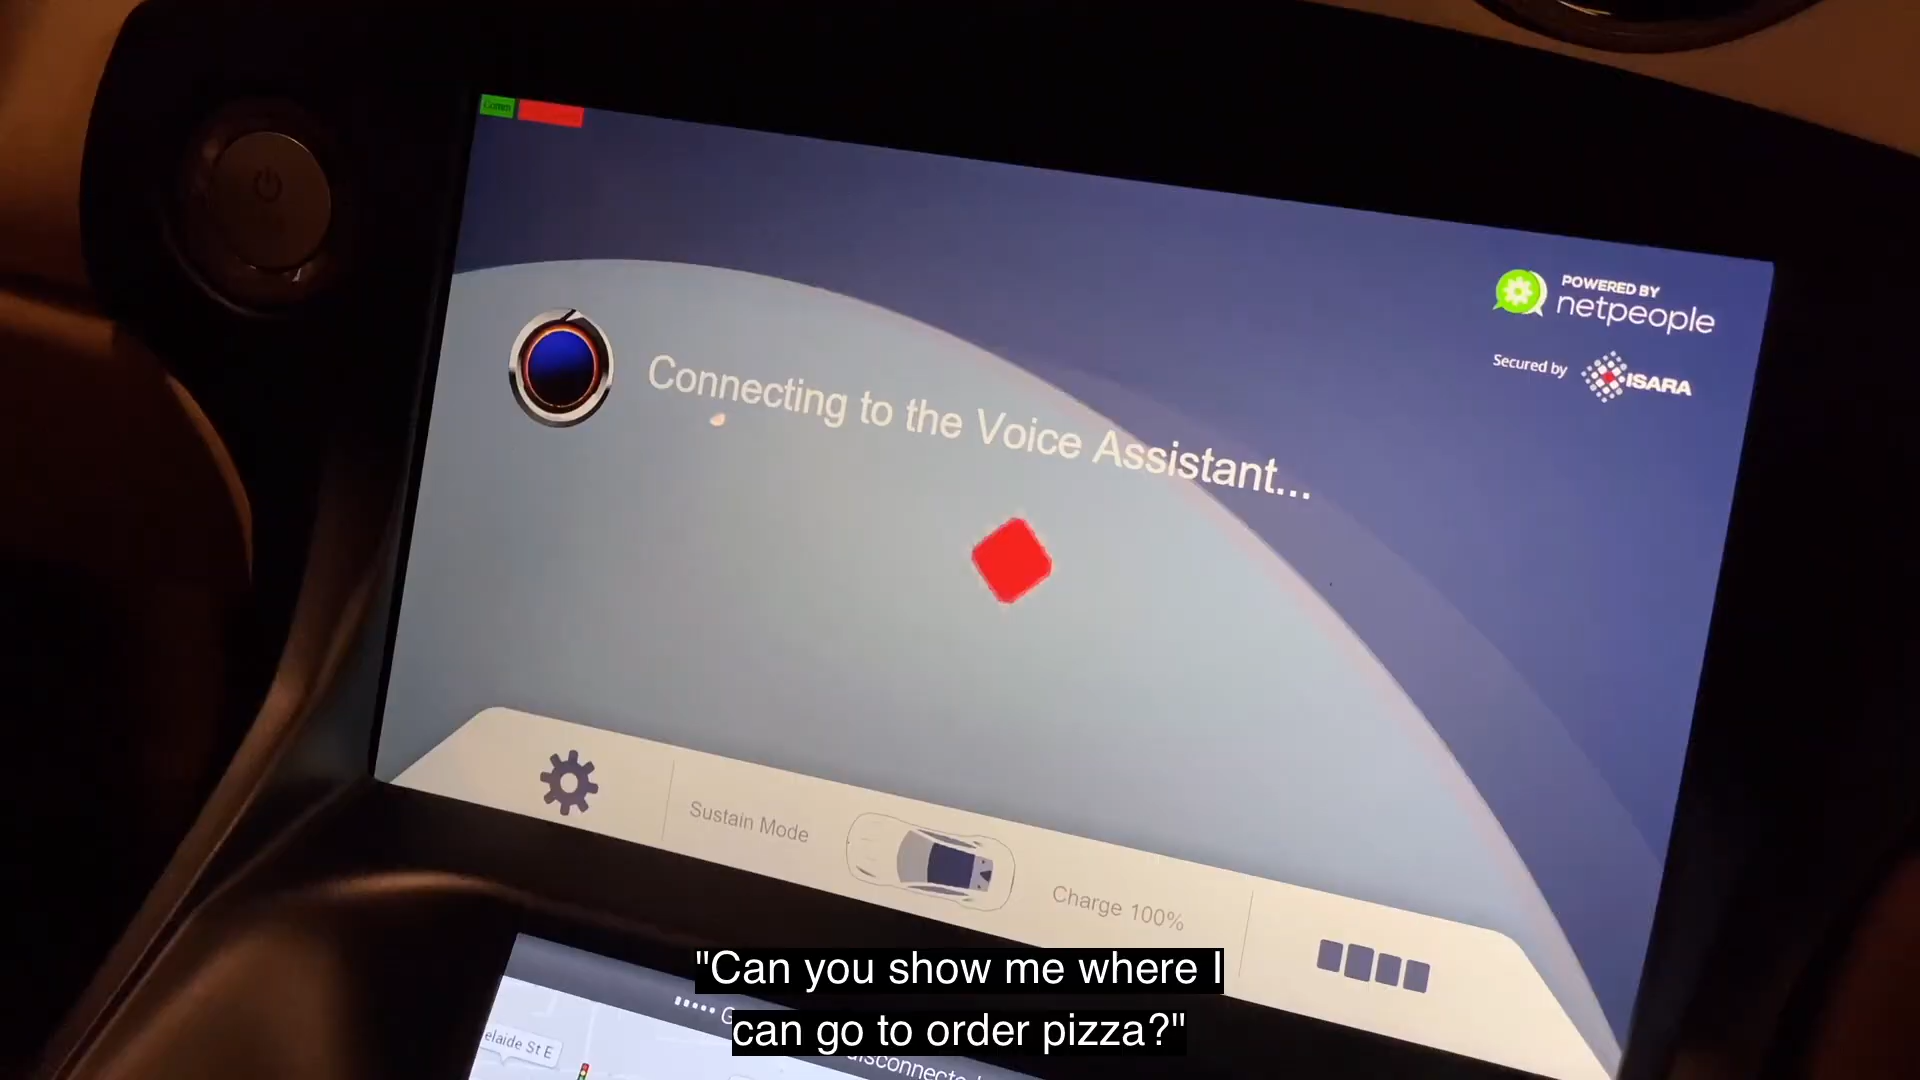 Comm
POWERED BY
netpeople
Secured by
ISARA
Connecting to the Voice Assistant...
Sustain Mode
Charge 100%
"Can you show me where I
can go to order pizza?"
elaide St E